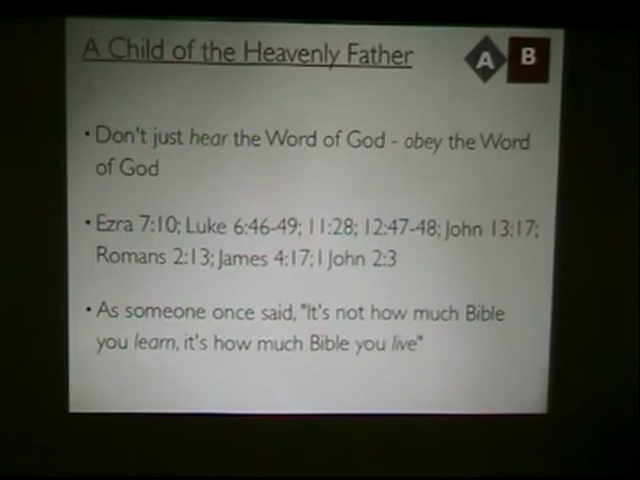 A Child of the Heavenly Father
A B
• Don't just hear the Word of God - obey the Word
of God
• Ezra 7:10; Luke 6:46-49; 11:28; 12:47-48; John 13:17;
Romans 2:13; James 4:17; I John 2:3
• As someone once said, "It's not how much Bible
you learn, it's how much Bible you live"